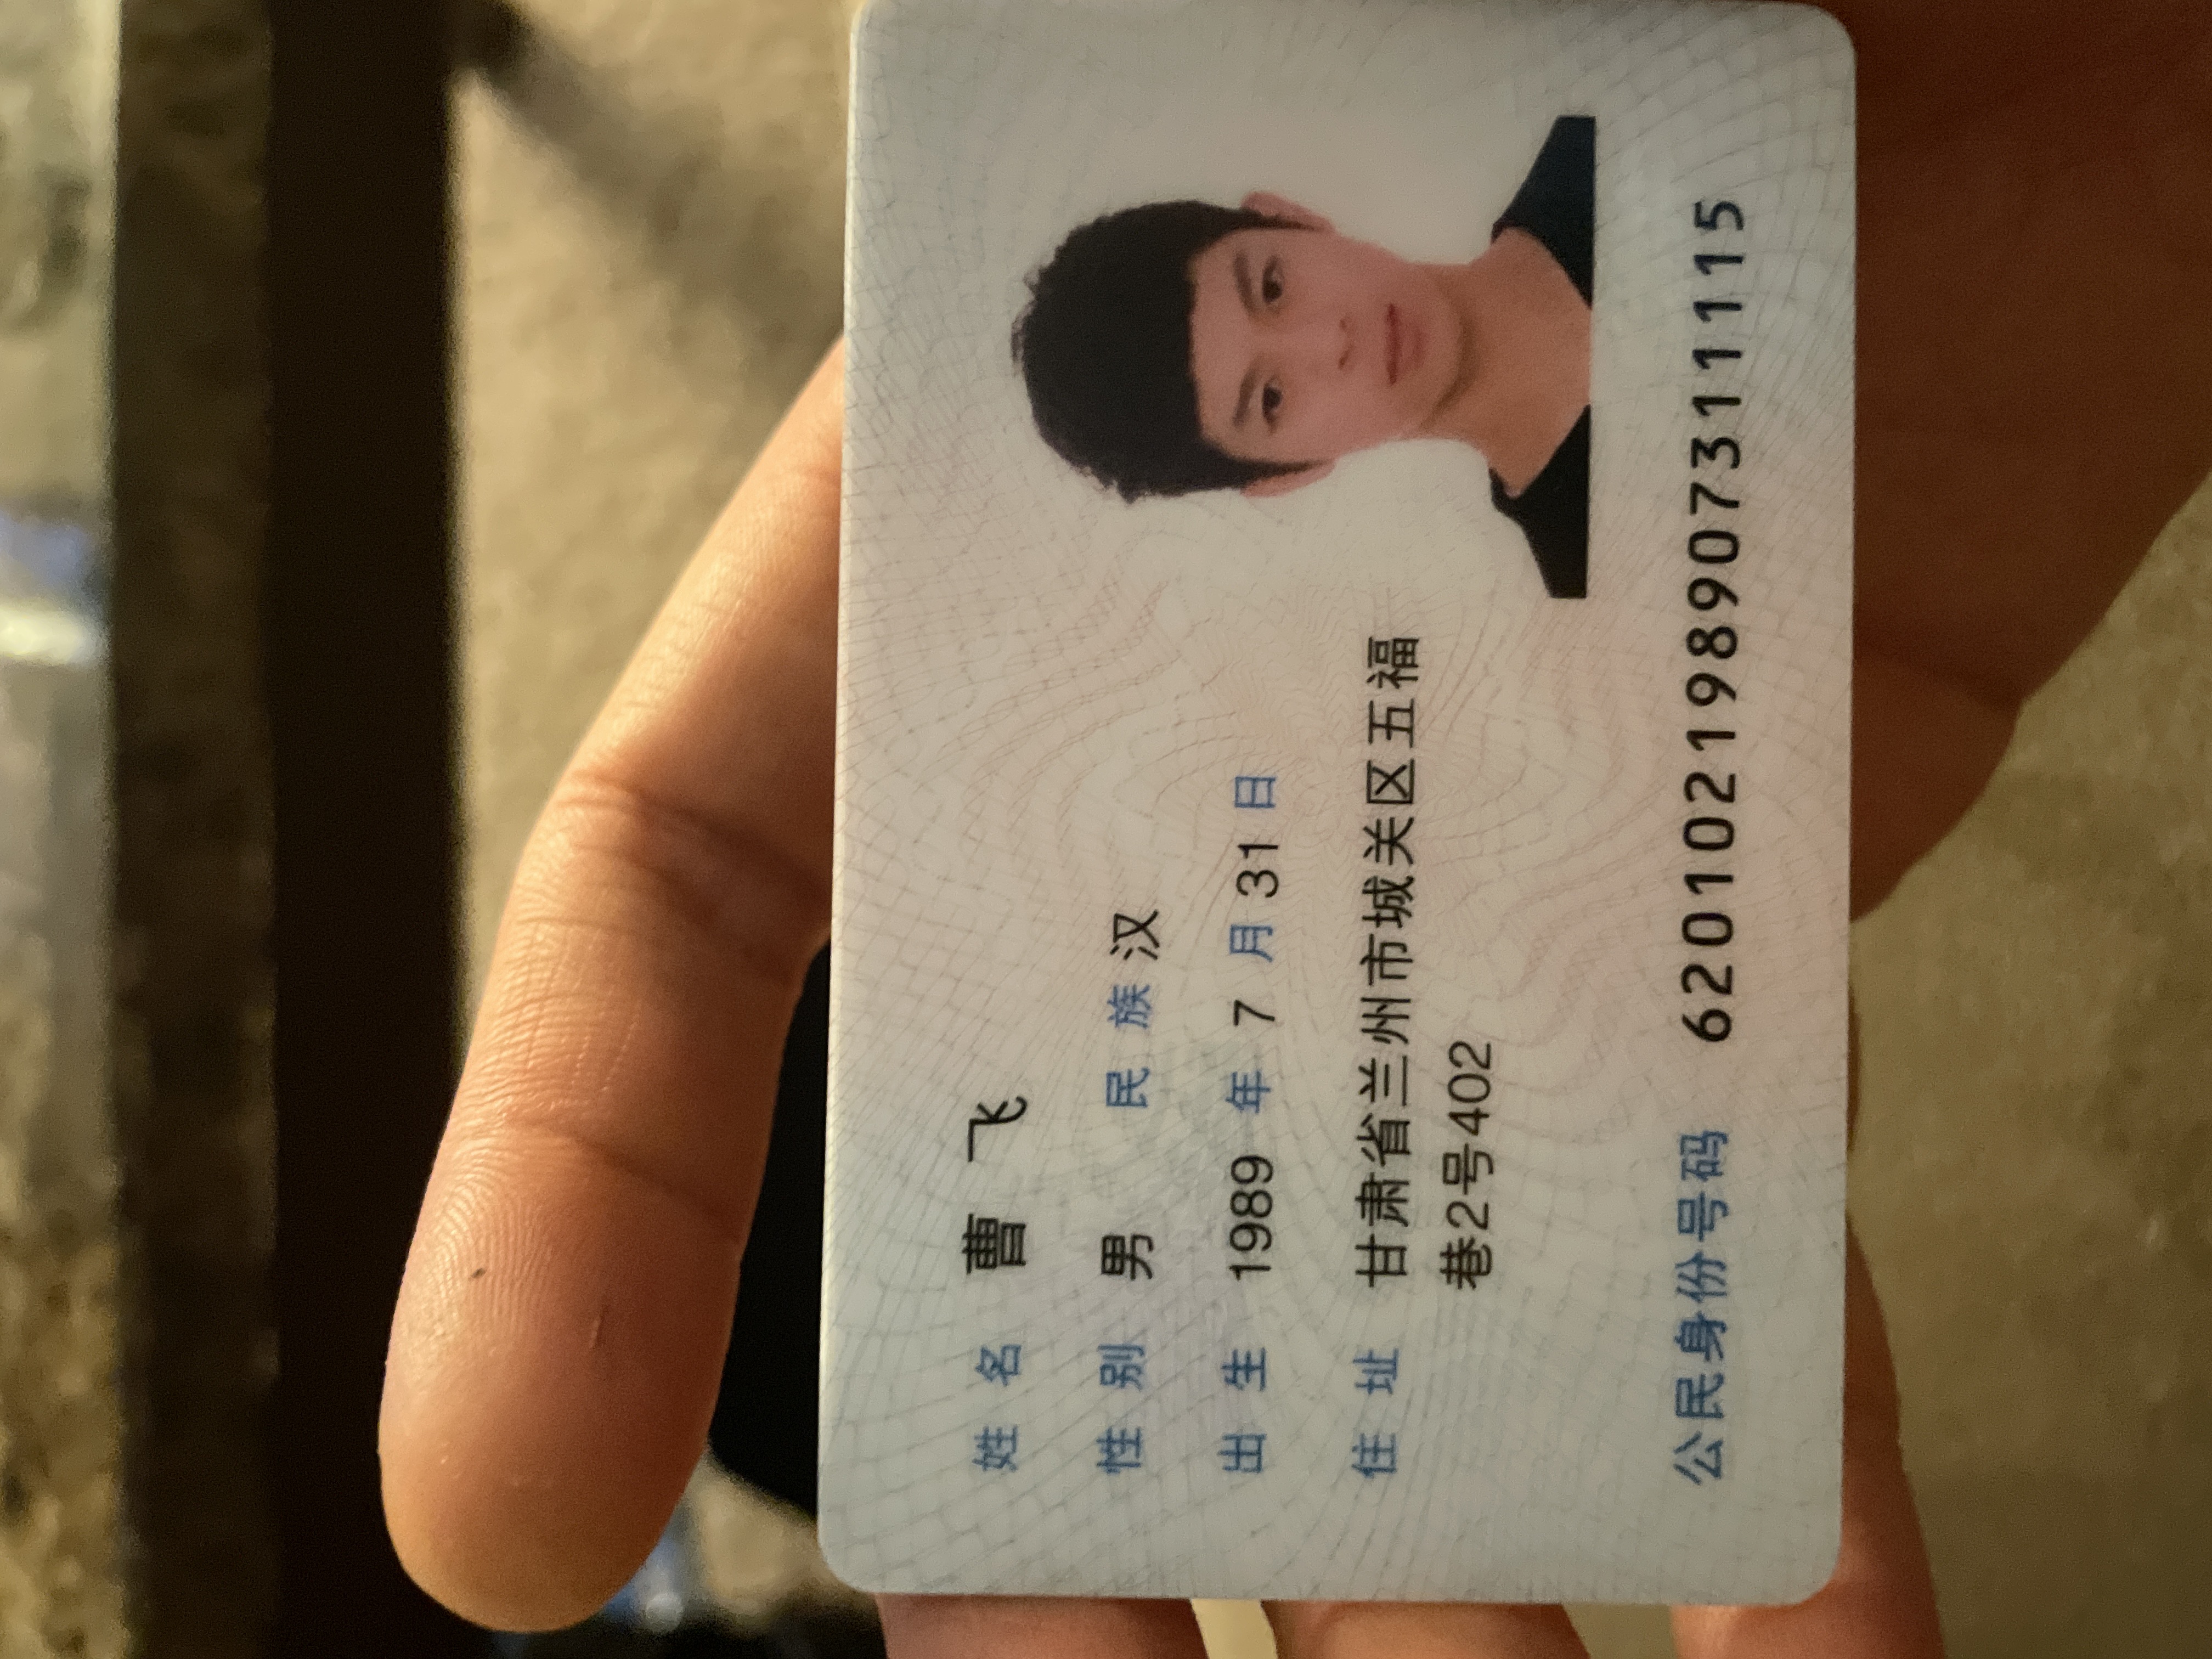 姓名 曹飞
性别 男 民族 汉
出生 1989 年 7 月 31 日
住址 甘肃省兰州市城关区五福
巷2号402
公民身份号码 620102198907311115